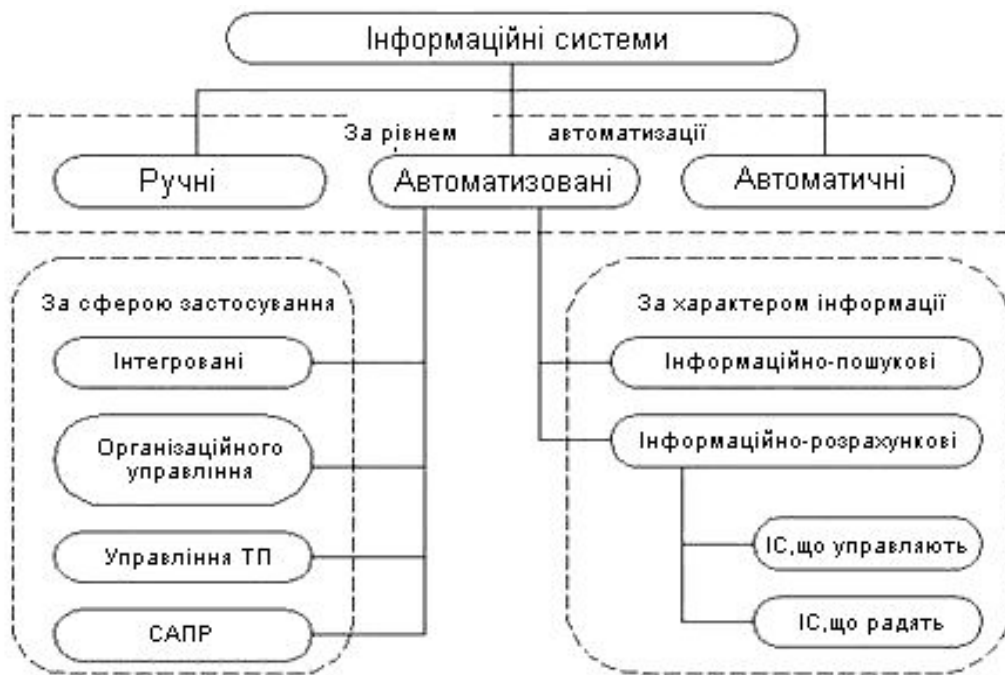 Інформаційні системи
За рівнем автоматизації
Ручні
Автоматизовані
Автоматичні
За сферою застосування
Інтегровані
Організаційного
управління
Управління ТП
САПР
За характером інформації
Інформаційно-пошукові
Інформаційно-розрахункові
ІС,що управляють
ІС,що радять